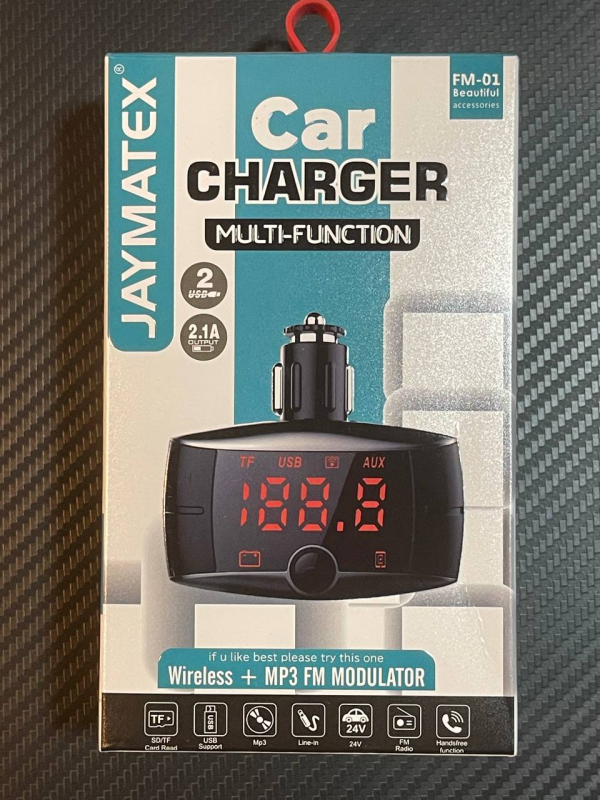 JAYMATEX®
FM-01
Beautiful
accessories
Car
CHARGER
MULTI-FUNCTION
2
USB
2.1A
OUTPUT
TF USB AUX
188.8
if u like best please try this one
Wireless + MP3 FM MODULATOR
TF
USB
24V
SD/TF
Card Read
USB
Support
Mp3
Line-in
24V
FM
Radio
Handsfree
function